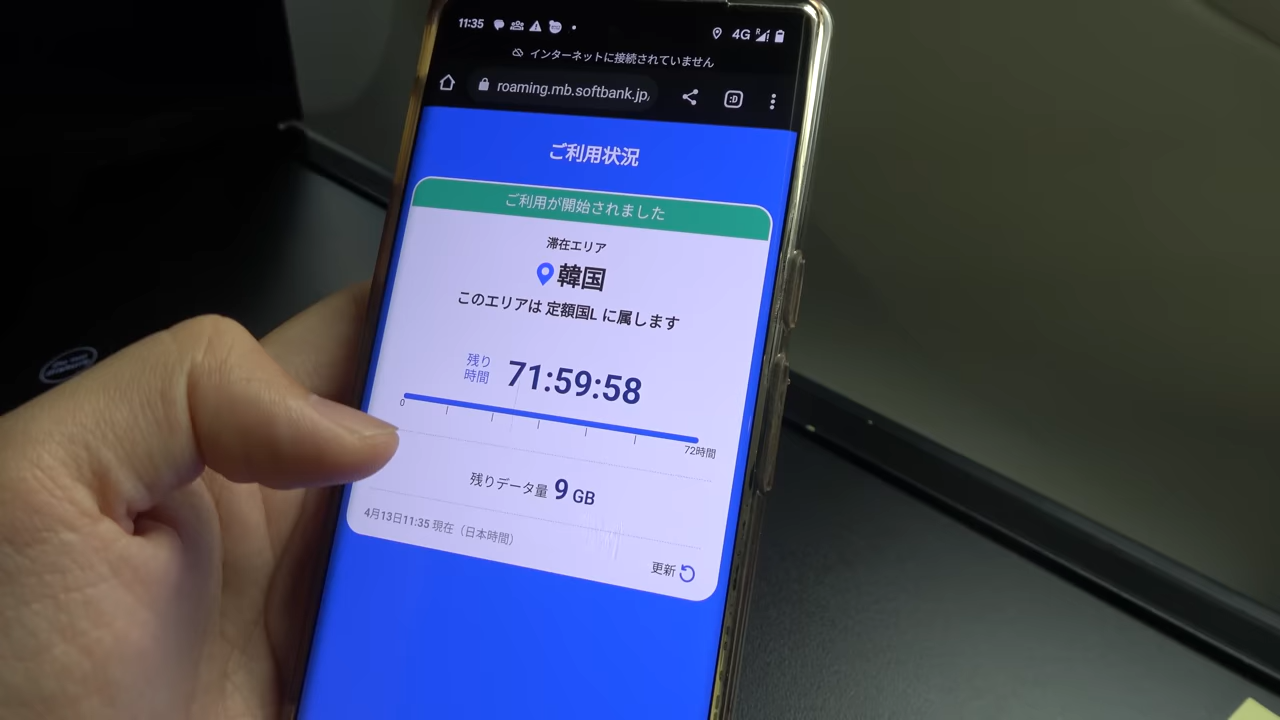 11:35
4G
R
インターネットに接続されていません
roaming.mb.softbank.jp/
:D
ご利用状況
ご利用が開始されました
滞在エリア
韓国
このエリアは 定額国L に属します
残り
時間
71:59:58
0
72時間
残りデータ量 9 GB
4月13日11:35 現在（日本時間）
更新